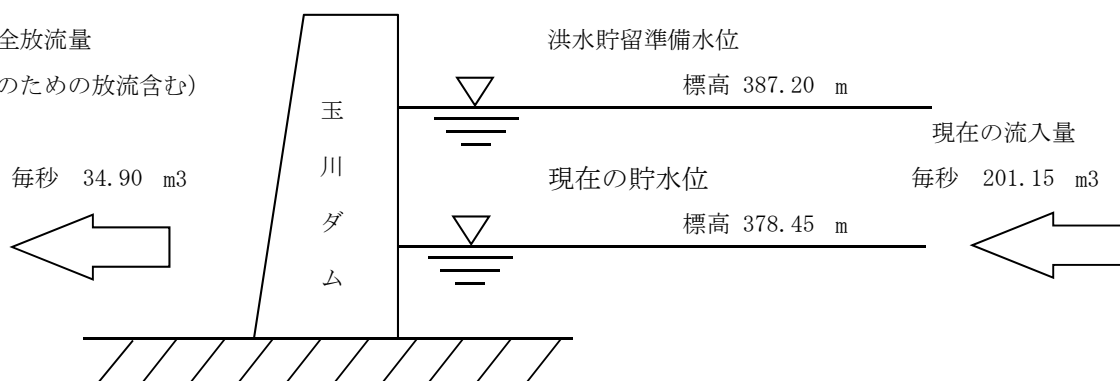 全放流量
のための放流含む）
毎秒 34.90 m3
玉川ダム
洪水貯留準備水位
標高 387.20 m
現在の貯水位
標高 378.45 m
現在の流入量
毎秒 201.15 m3